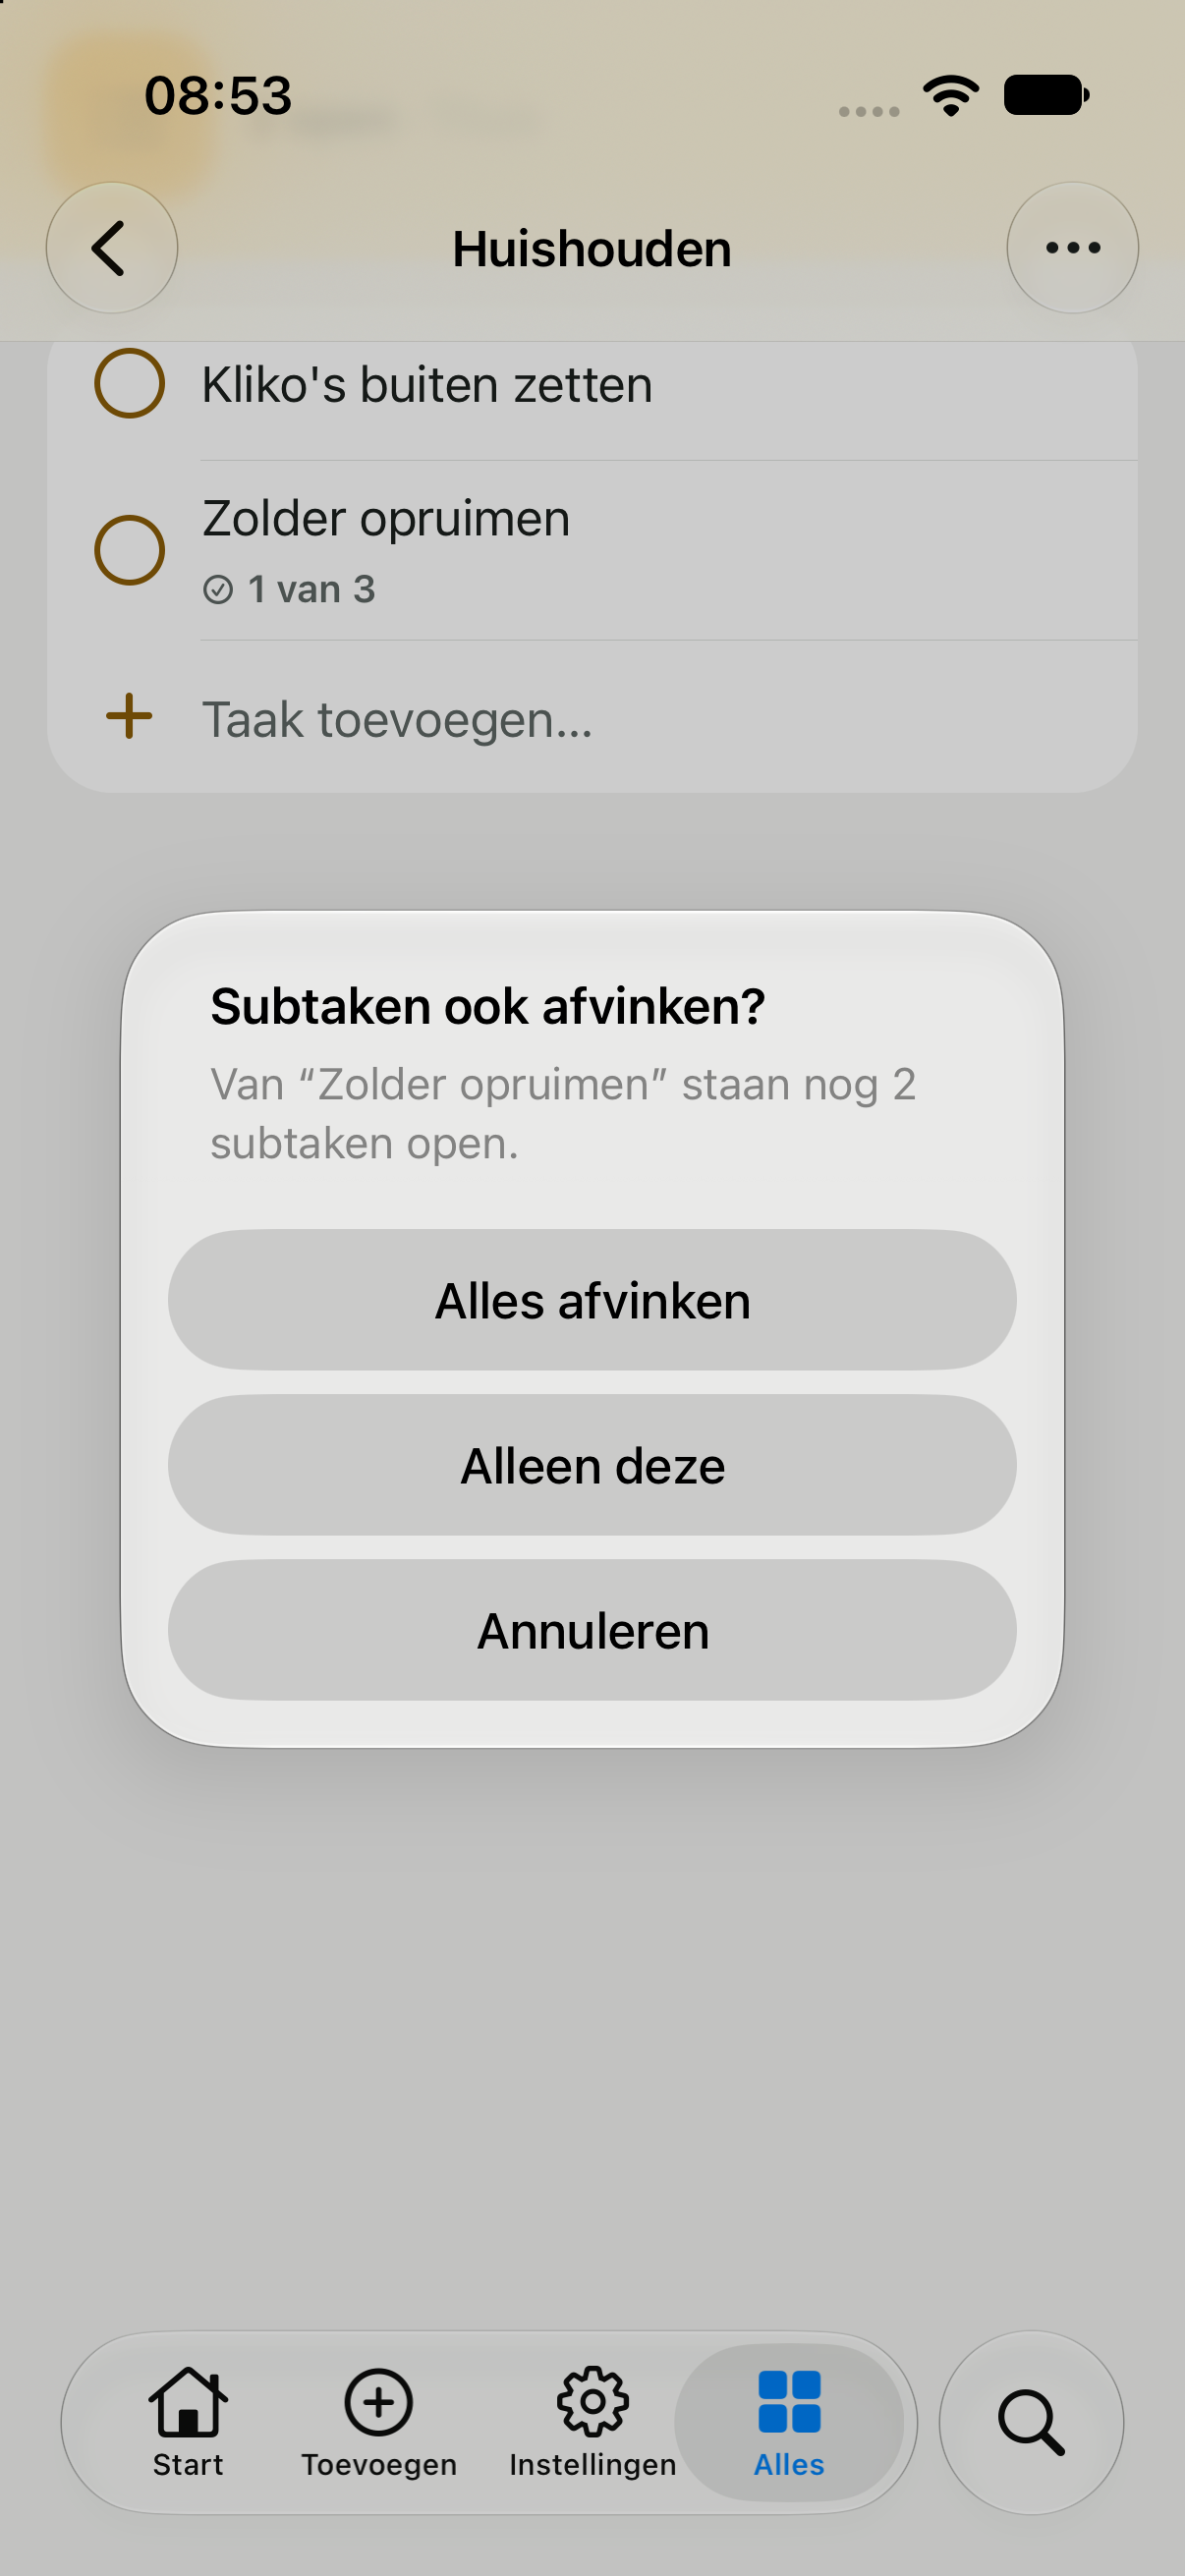 08:53
Huishouden
Kliko's buiten zetten
Zolder opruimen
1 van 3
Taak toevoegen...
Subtaken ook afvinken?
Van “Zolder opruimen” staan nog 2
subtaken open.
Alles afvinken
Alleen deze
Annuleren
Start
Toevoegen
Instellingen
Alles